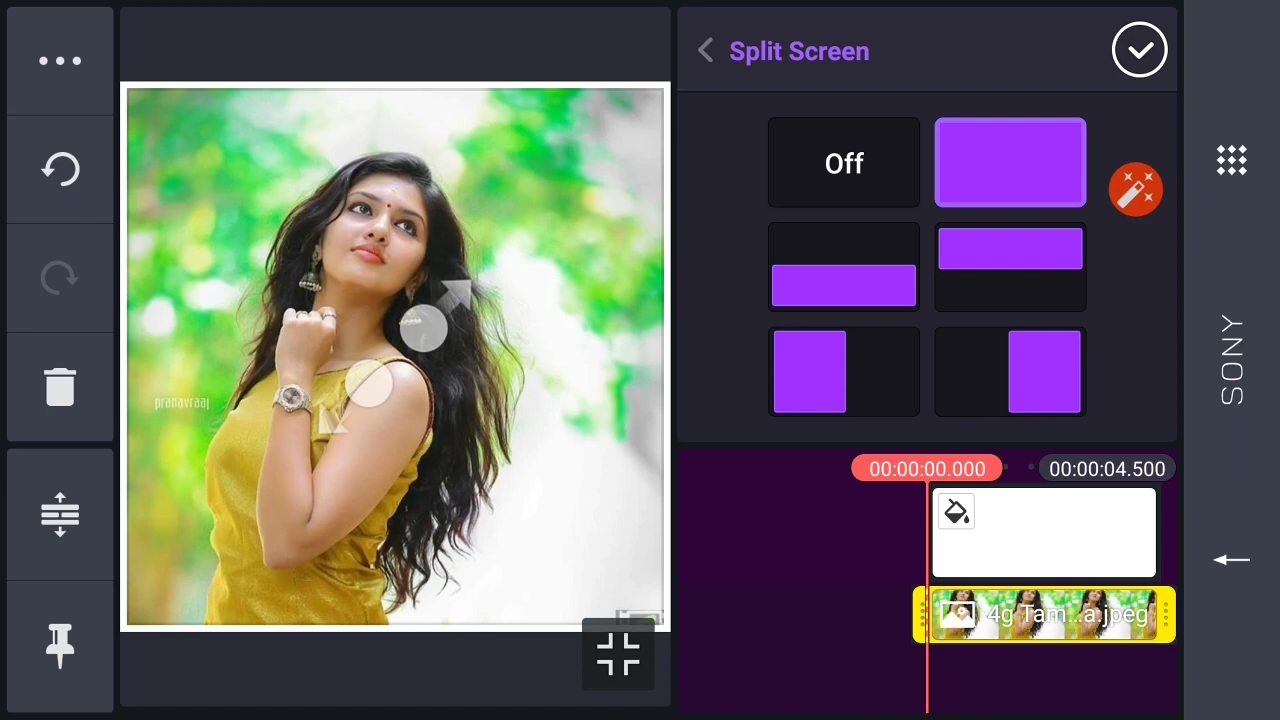 Split Screen
Off
pranavraaj
00:00:00.000
00:00:04.500
4g Tam...a.jpeg
SONY